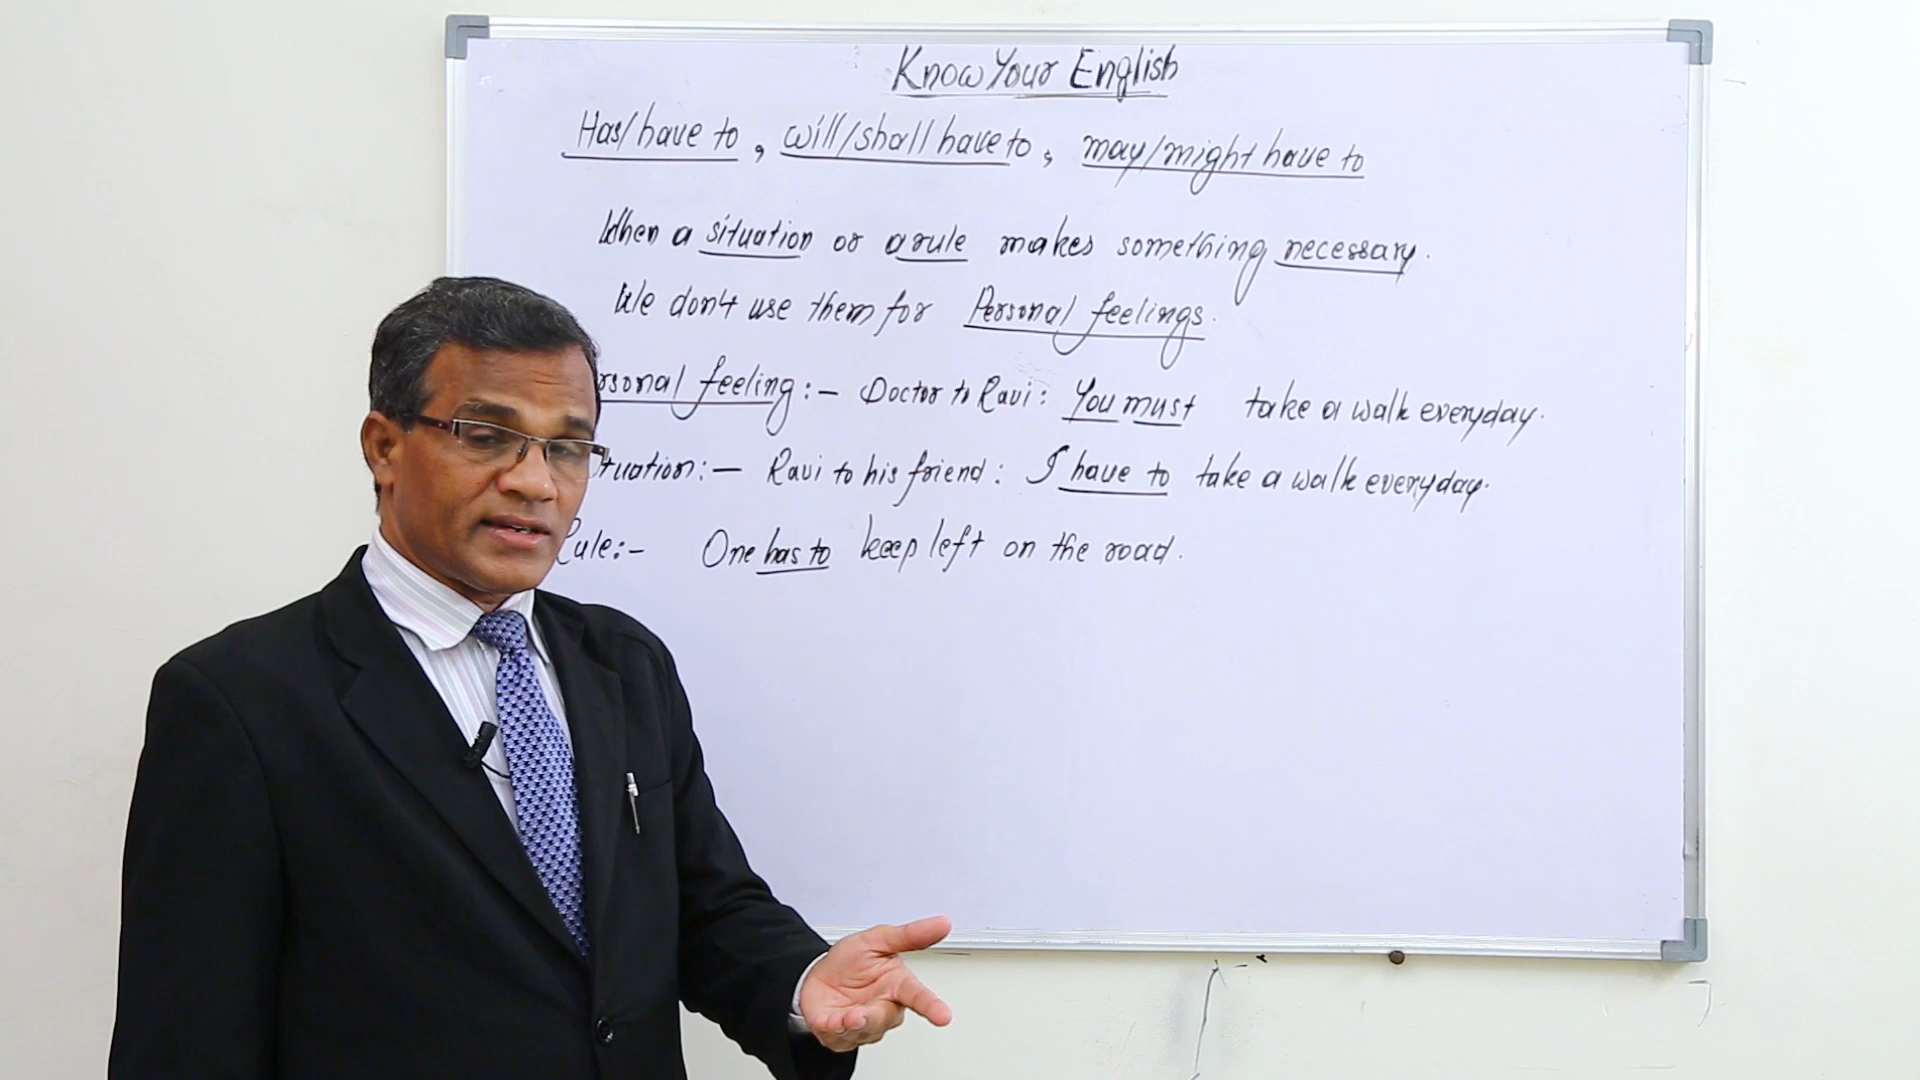 Know Your English
Has/have to, will/shall have to, may/might have to
When a situation or a rule makes something necessary.
We don't use them for Personal feelings.
rsonal feeling:- Doctor to Ravi: You must take a walk everyday.
tuation:- Ravi to his friend: I have to take a walk everyday.
Rule:- One has to keep left on the road.